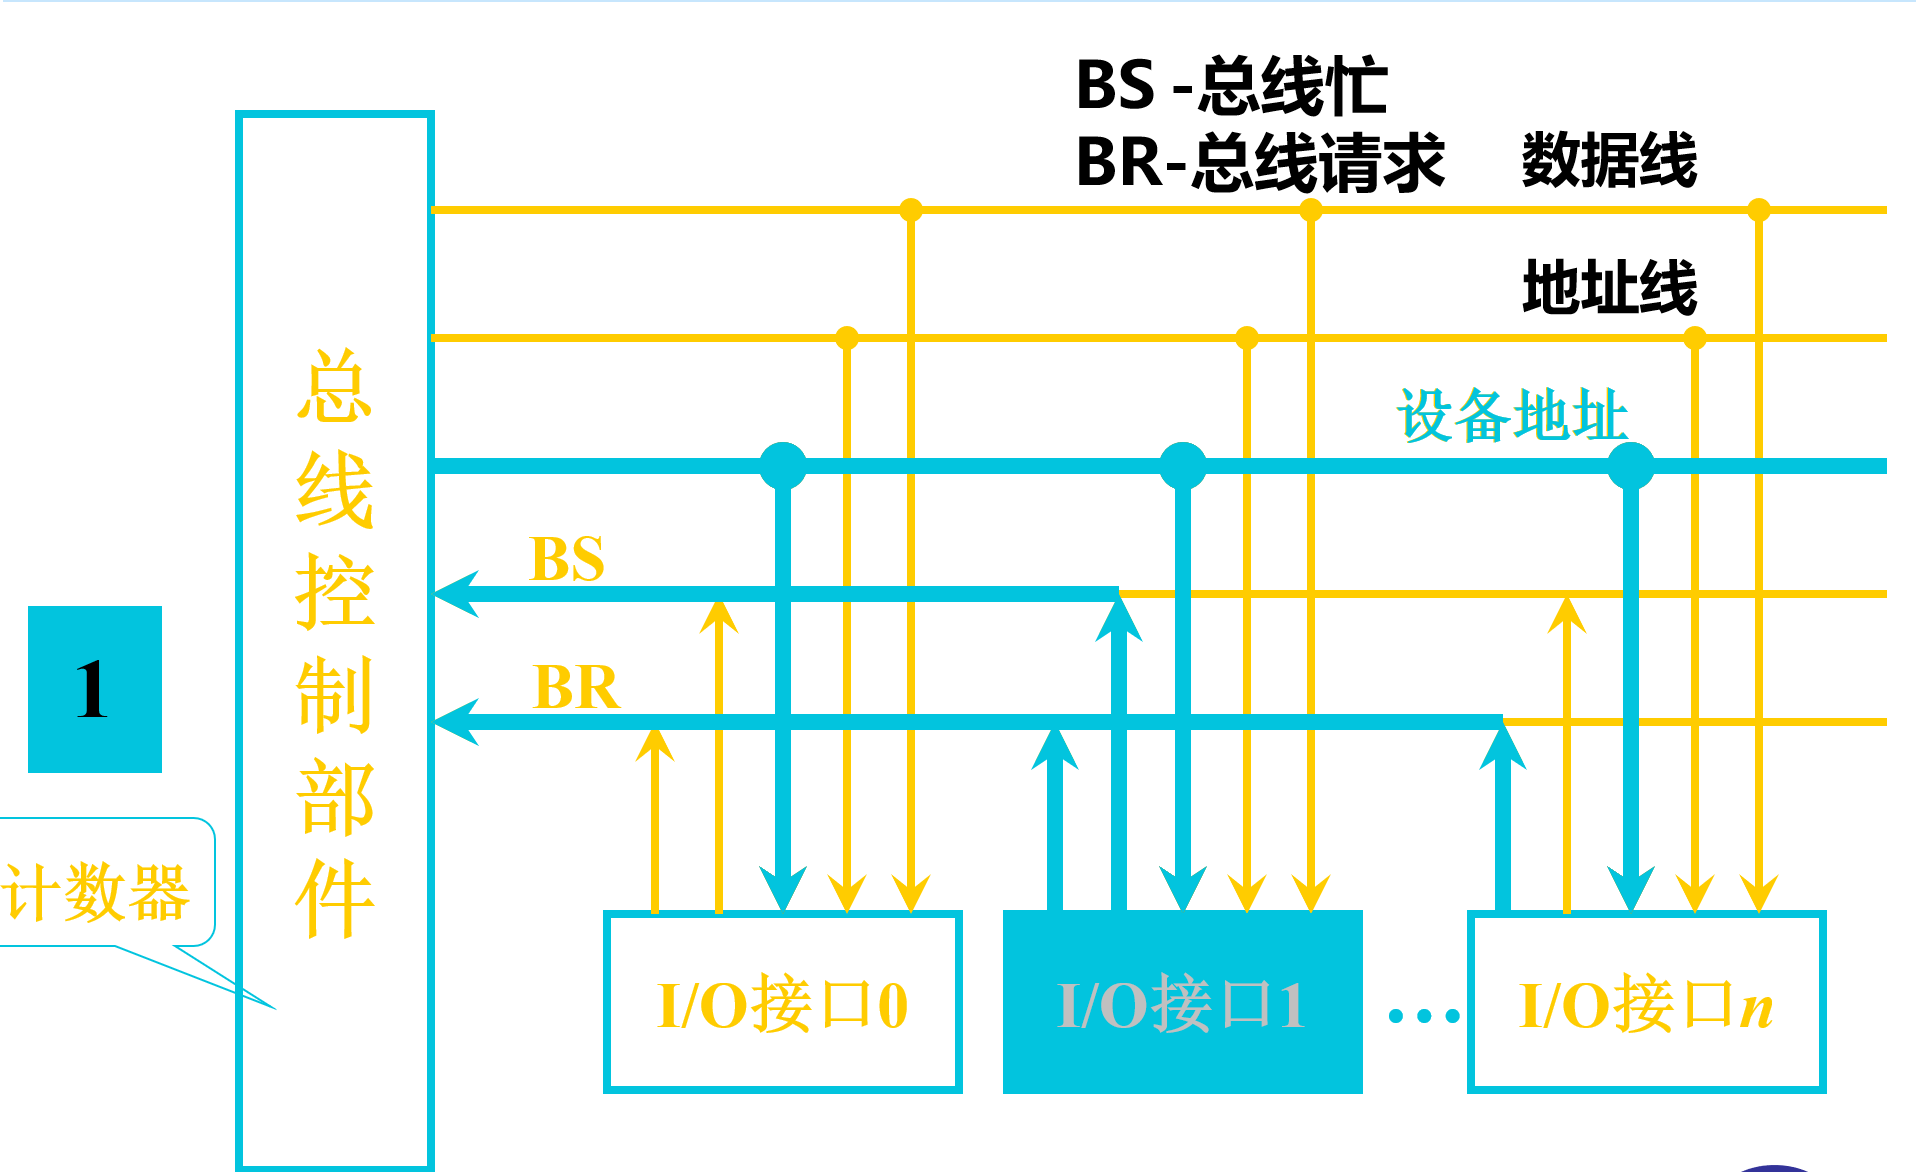 BS -总线忙
BR-总线请求
数据线
地址线
设备地址
BS
BR
总线控制部件
1
计数器
I/O接口0
I/O接口1
…
I/O接口n